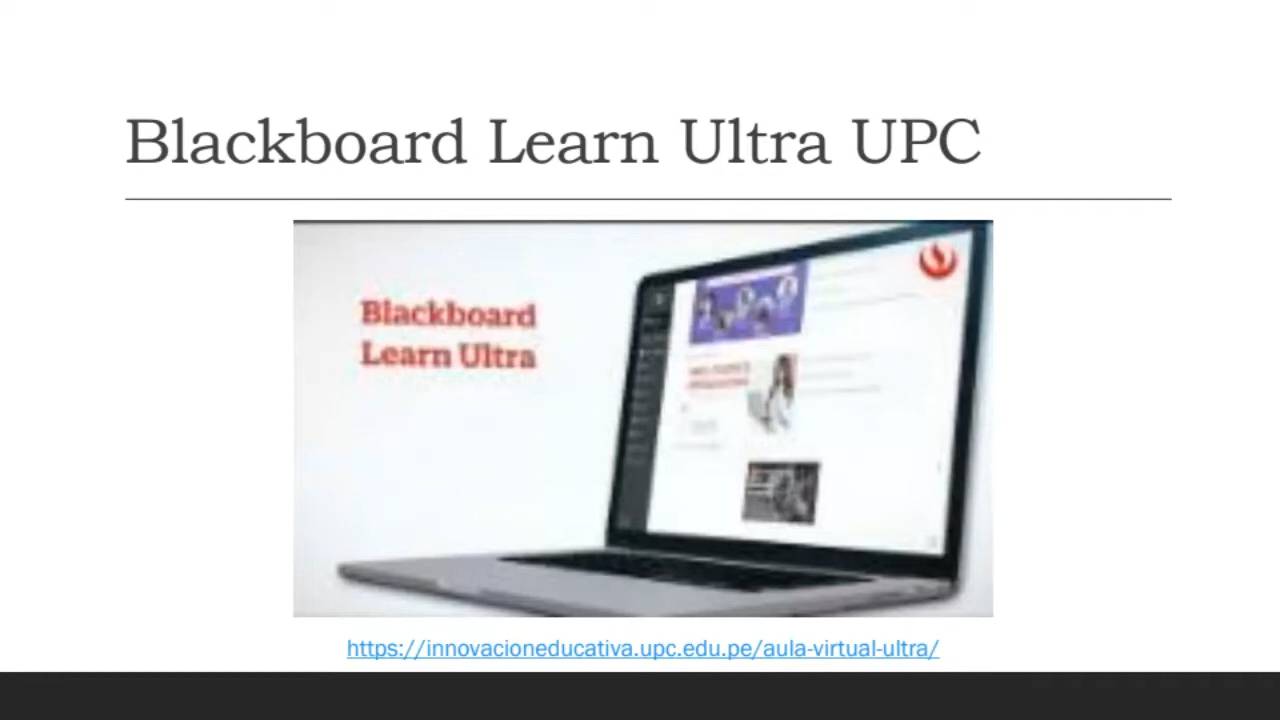 Blackboard Learn Ultra UPC
Blackboard
Learn Ultra
https://innovacioneducativa.upc.edu.pe/aula-virtual-ultra/